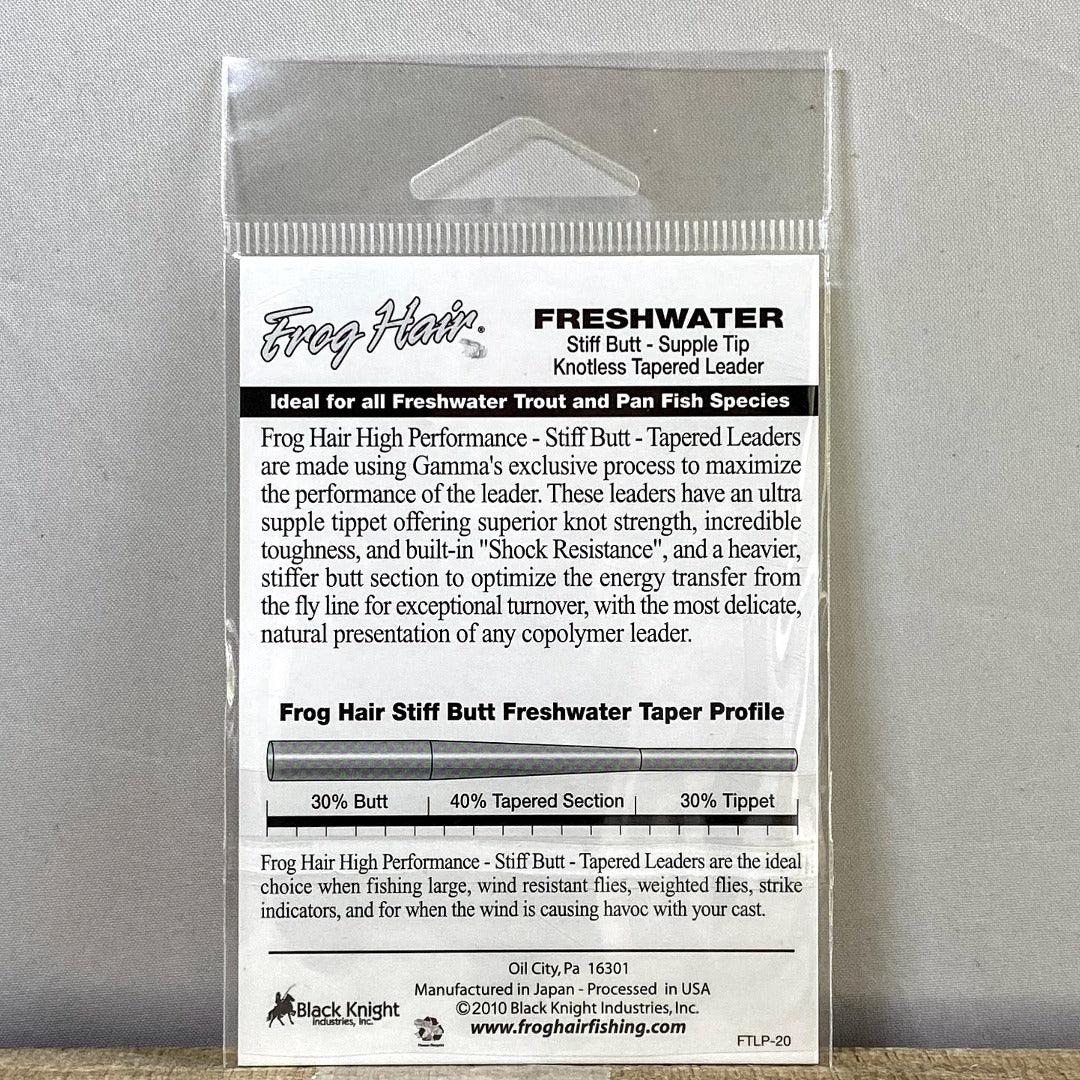 Frog Hair®
FRESHWATER
Stiff Butt - Supple Tip
Knotless Tapered Leader
Ideal for all Freshwater Trout and Pan Fish Species
Frog Hair High Performance - Stiff Butt - Tapered Leaders
are made using Gamma's exclusive process to maximize
the performance of the leader. These leaders have an ultra
supple tippet offering superior knot strength, incredible
toughness, and built-in "Shock Resistance", and a heavier,
stiffer butt section to optimize the energy transfer from
the fly line for exceptional turnover, with the most delicate,
natural presentation of any copolymer leader.
Frog Hair Stiff Butt Freshwater Taper Profile
30% Butt 40% Tapered Section 30% Tippet
Frog Hair High Performance - Stiff Butt - Tapered Leaders are the ideal
choice when fishing large, wind resistant flies, weighted flies, strike
indicators, and for when the wind is causing havoc with your cast.
Oil City, Pa 16301
Manufactured in Japan - Processed in USA
©2010 Black Knight Industries, Inc.
www.froghairfishing.com
Black Knight
Industries, Inc.
FTLP-20